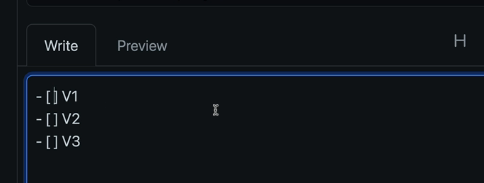 Write Preview H
- [ ] V1
- [ ] V2
- [ ] V3